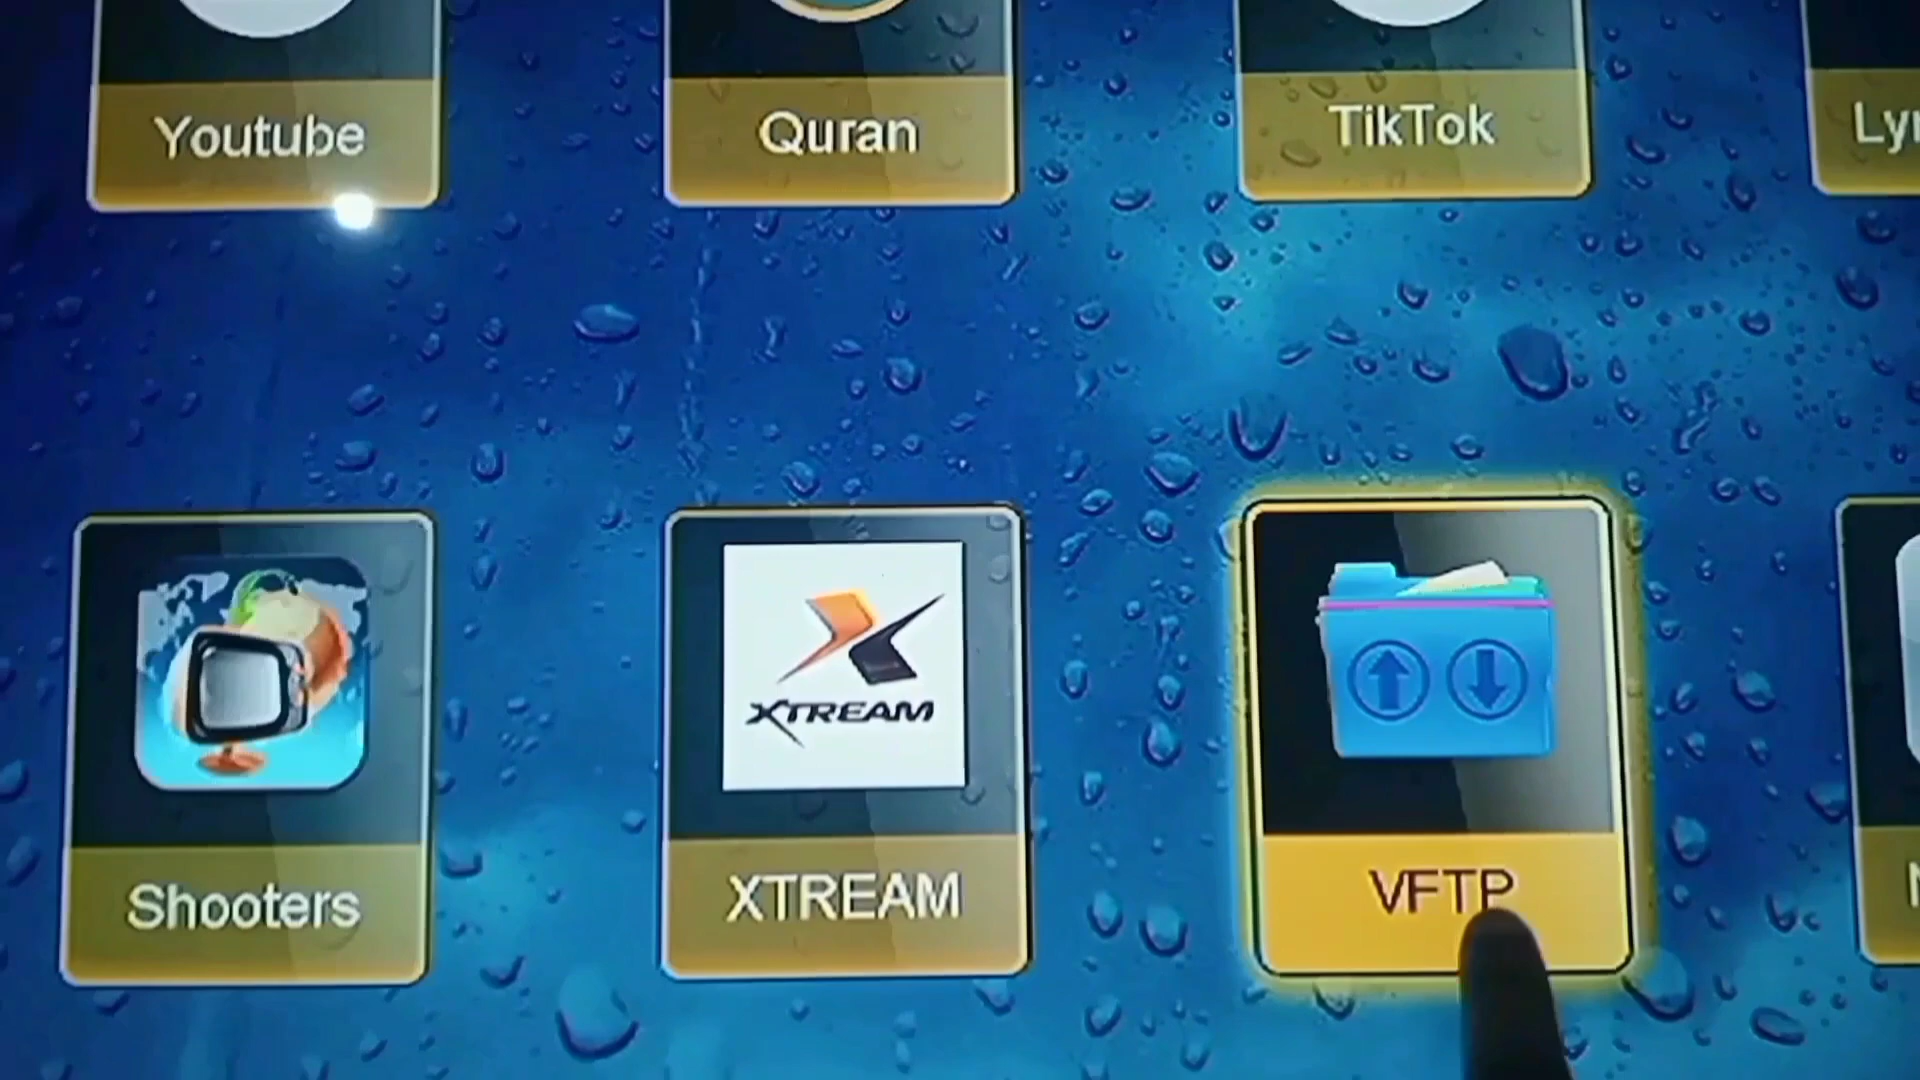 Youtube
Quran
TikTok
Shooters
XTREAM
XTREAM
VFTP